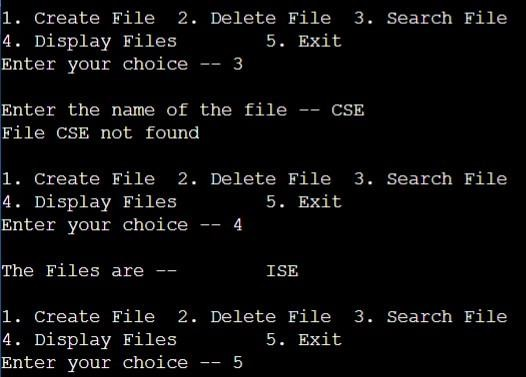 1. Create File  2. Delete File  3. Search File
4. Display Files        5. Exit
Enter your choice -- 3
Enter the name of the file -- CSE
File CSE not found
1. Create File  2. Delete File  3. Search File
4. Display Files        5. Exit
Enter your choice -- 4
The Files are --        ISE
1. Create File  2. Delete File  3. Search File
4. Display Files        5. Exit
Enter your choice -- 5